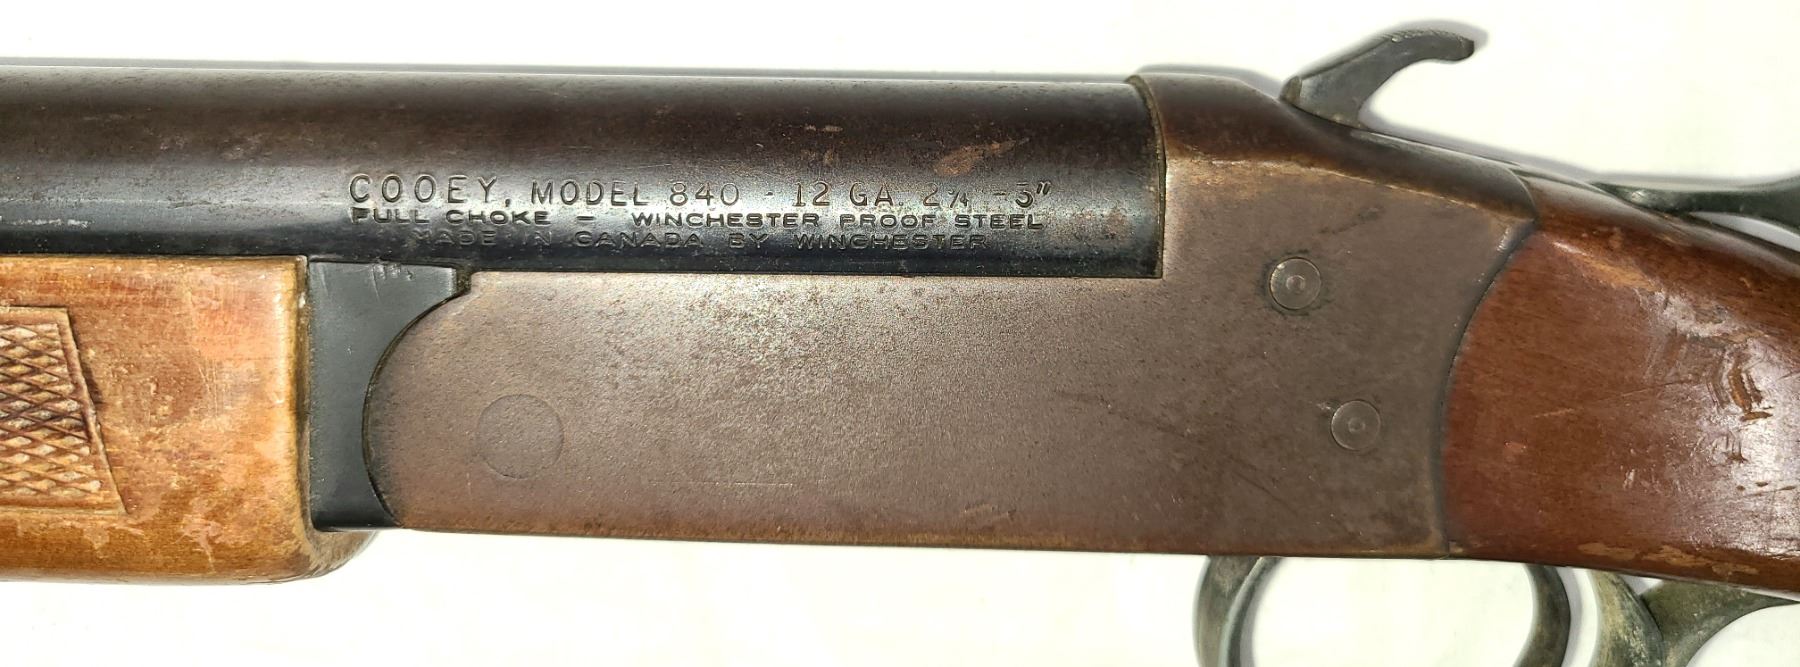 COOEY, MODEL 840 - 12 GA. 2¾ - 3"
FULL CHOKE - WINCHESTER PROOF STEEL
MADE IN CANADA BY WINCHESTER